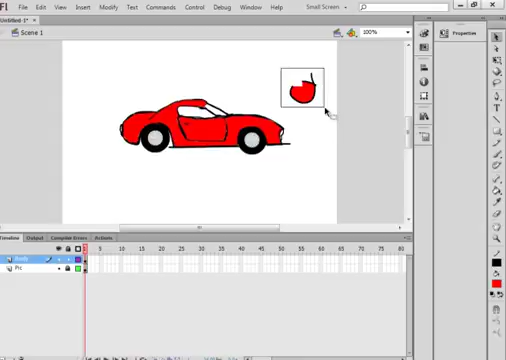 Fl File Edit View Insert Modify Text Commands Control Debug Window Help Small Screen
Untitled-1*
Scene 1 100%
Properties
Timeline Output Compiler Errors Actions
1 5 10 15 20 25 30 35 40 45 50 55 60 65 70 75 80
Body
Pic